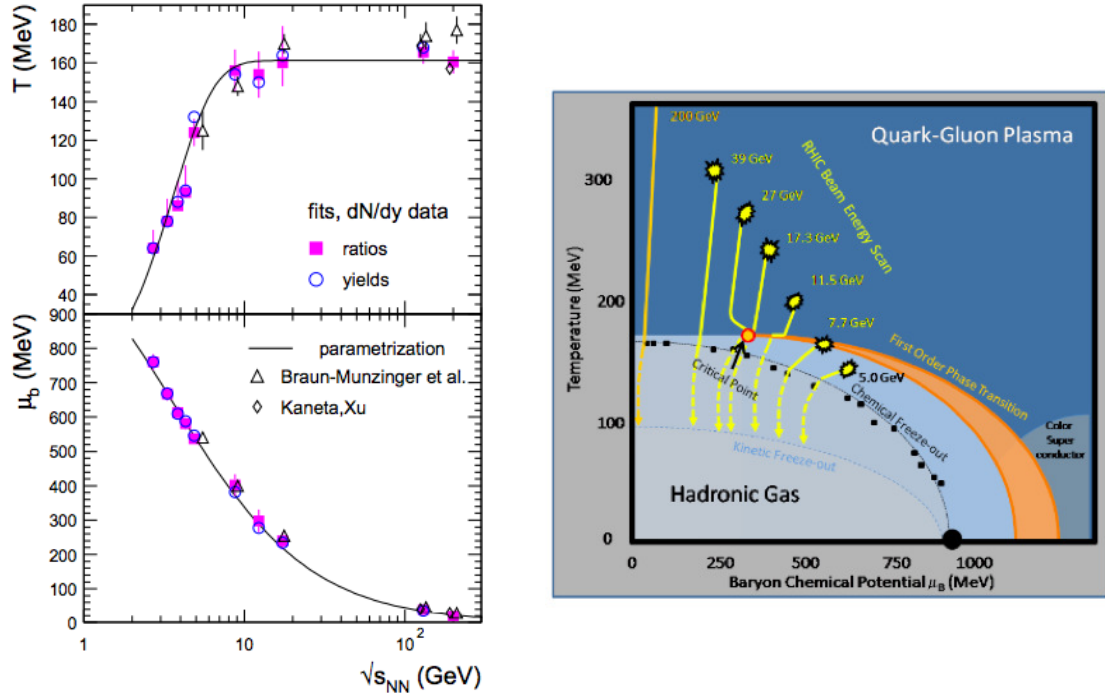 T (MeV)
180
160
140
120
100
80
60
40
fits, dN/dy data
ratios
yields
μb (MeV)
900
800
700
600
500
400
300
200
100
0
parametrization
Braun-Munzinger et al.
Kaneta,Xu
1
10
10²
√sNN (GeV)
Quark-Gluon Plasma
200 GeV
39 GeV
27 GeV
17.3 GeV
11.5 GeV
7.7 GeV
5.0 GeV
RHIC Beam Energy Scan
Temperature (MeV)
300
200
100
0
Critical Point
First Order Phase Transition
Chemical Freeze-out
Kinetic Freeze-out
Color
Super
conductor
Hadronic Gas
0
250
500
750
1000
Baryon Chemical Potential μB (MeV)